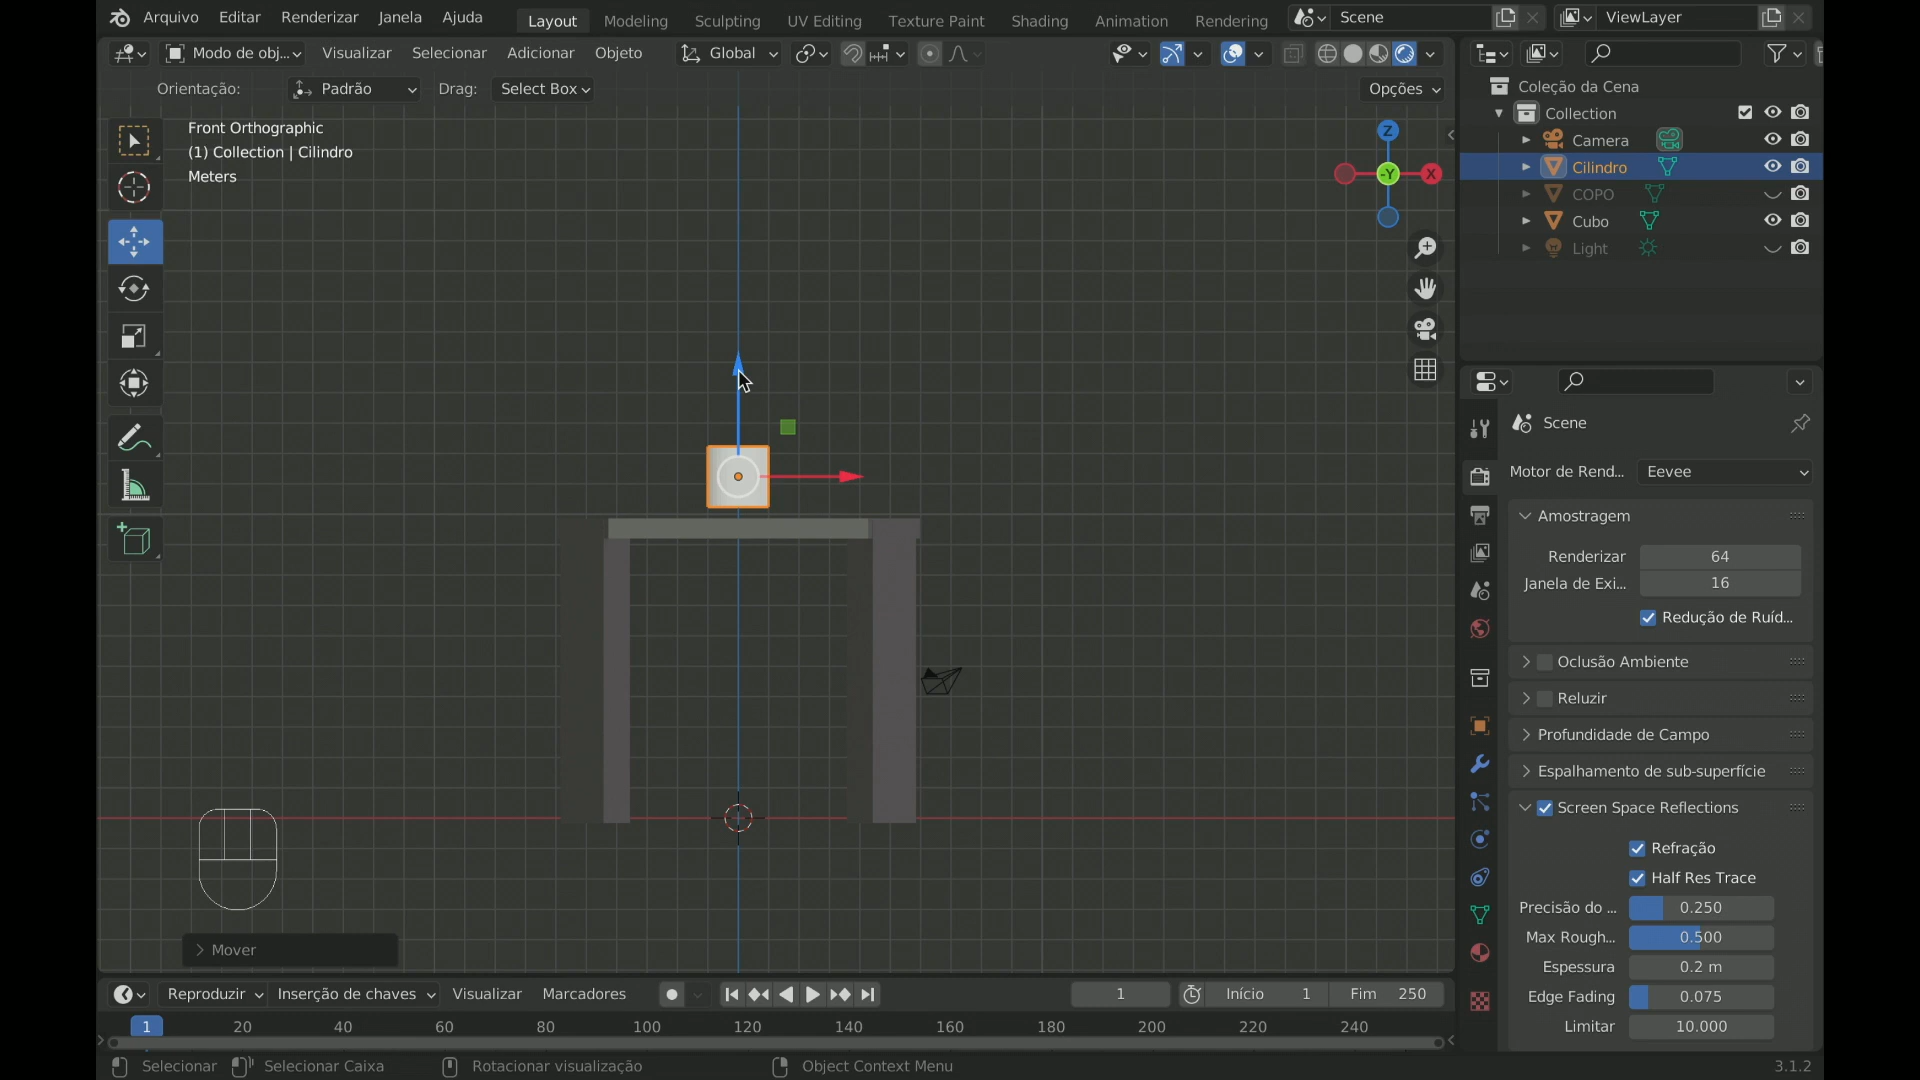 Arquivo Editar Renderizar Janela Ajuda Layout Modeling Sculpting UV Editing Texture Paint Shading Animation Rendering Scene ViewLayer
Modo de obj... Visualizar Selecionar Adicionar Objeto Global
Orientação: Padrão Drag: Select Box Opções
Front Orthographic
(1) Collection | Cilindro
Meters
Z
-Y
X
Mover
Coleção da Cena
Collection
Camera
Cilindro
COPO
Cubo
Light
Scene
Motor de Rend... Eevee
Amostragem
Renderizar 64
Janela de Exi... 16
Redução de Ruíd...
Oclusão Ambiente
Reluzir
Profundidade de Campo
Espalhamento de sub-superfície
Screen Space Reflections
Refração
Half Res Trace
Precisão do ... 0.250
Max Rough... 0.500
Espessura 0.2 m
Edge Fading 0.075
Limitar 10.000
Reproduzir Inserção de chaves Visualizar Marcadores 1 Início 1 Fim 250
1 20 40 60 80 100 120 140 160 180 200 220 240
Selecionar Selecionar Caixa Rotacionar visualização Object Context Menu 3.1.2